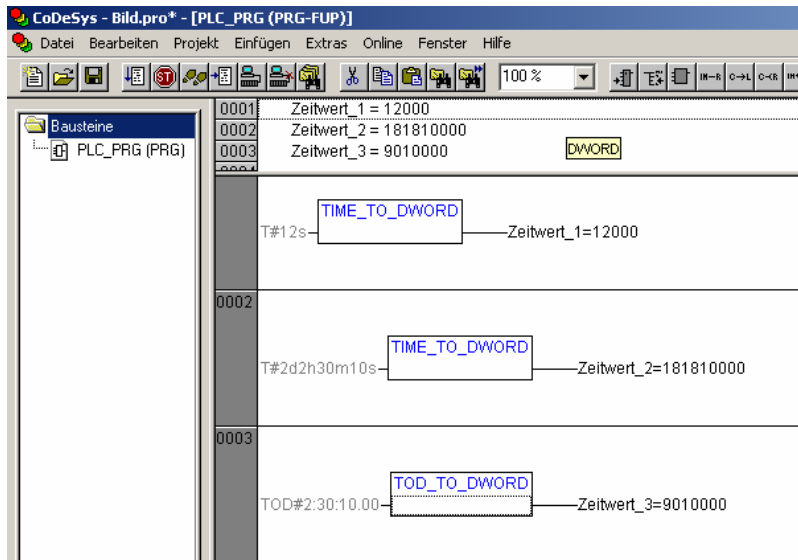 CoDeSys - Bild.pro* - [PLC_PRG (PRG-FUP)]
Datei Bearbeiten Projekt Einfügen Extras Online Fenster Hilfe
100 %
Bausteine
PLC_PRG (PRG)
0001 Zeitwert_1 = 12000
0002 Zeitwert_2 = 181810000
0003 Zeitwert_3 = 9010000
DWORD
TIME_TO_DWORD
T#12s Zeitwert_1=12000
0002
TIME_TO_DWORD
T#2d2h30m10s Zeitwert_2=181810000
0003
TOD_TO_DWORD
TOD#2:30:10.00 Zeitwert_3=9010000